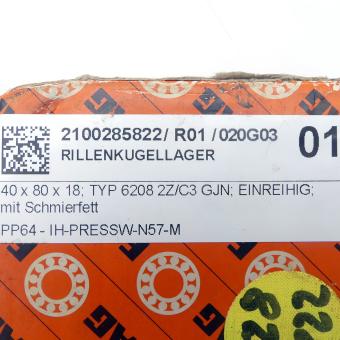 2100285822/ R01 /020G03
01
RILLENKUGELLAGER
40 x 80 x 18; TYP 6208 2Z/C3 GJN; EINREIHIG;
mit Schmierfett
PP64 - IH-PRESSW-N57-M
AG